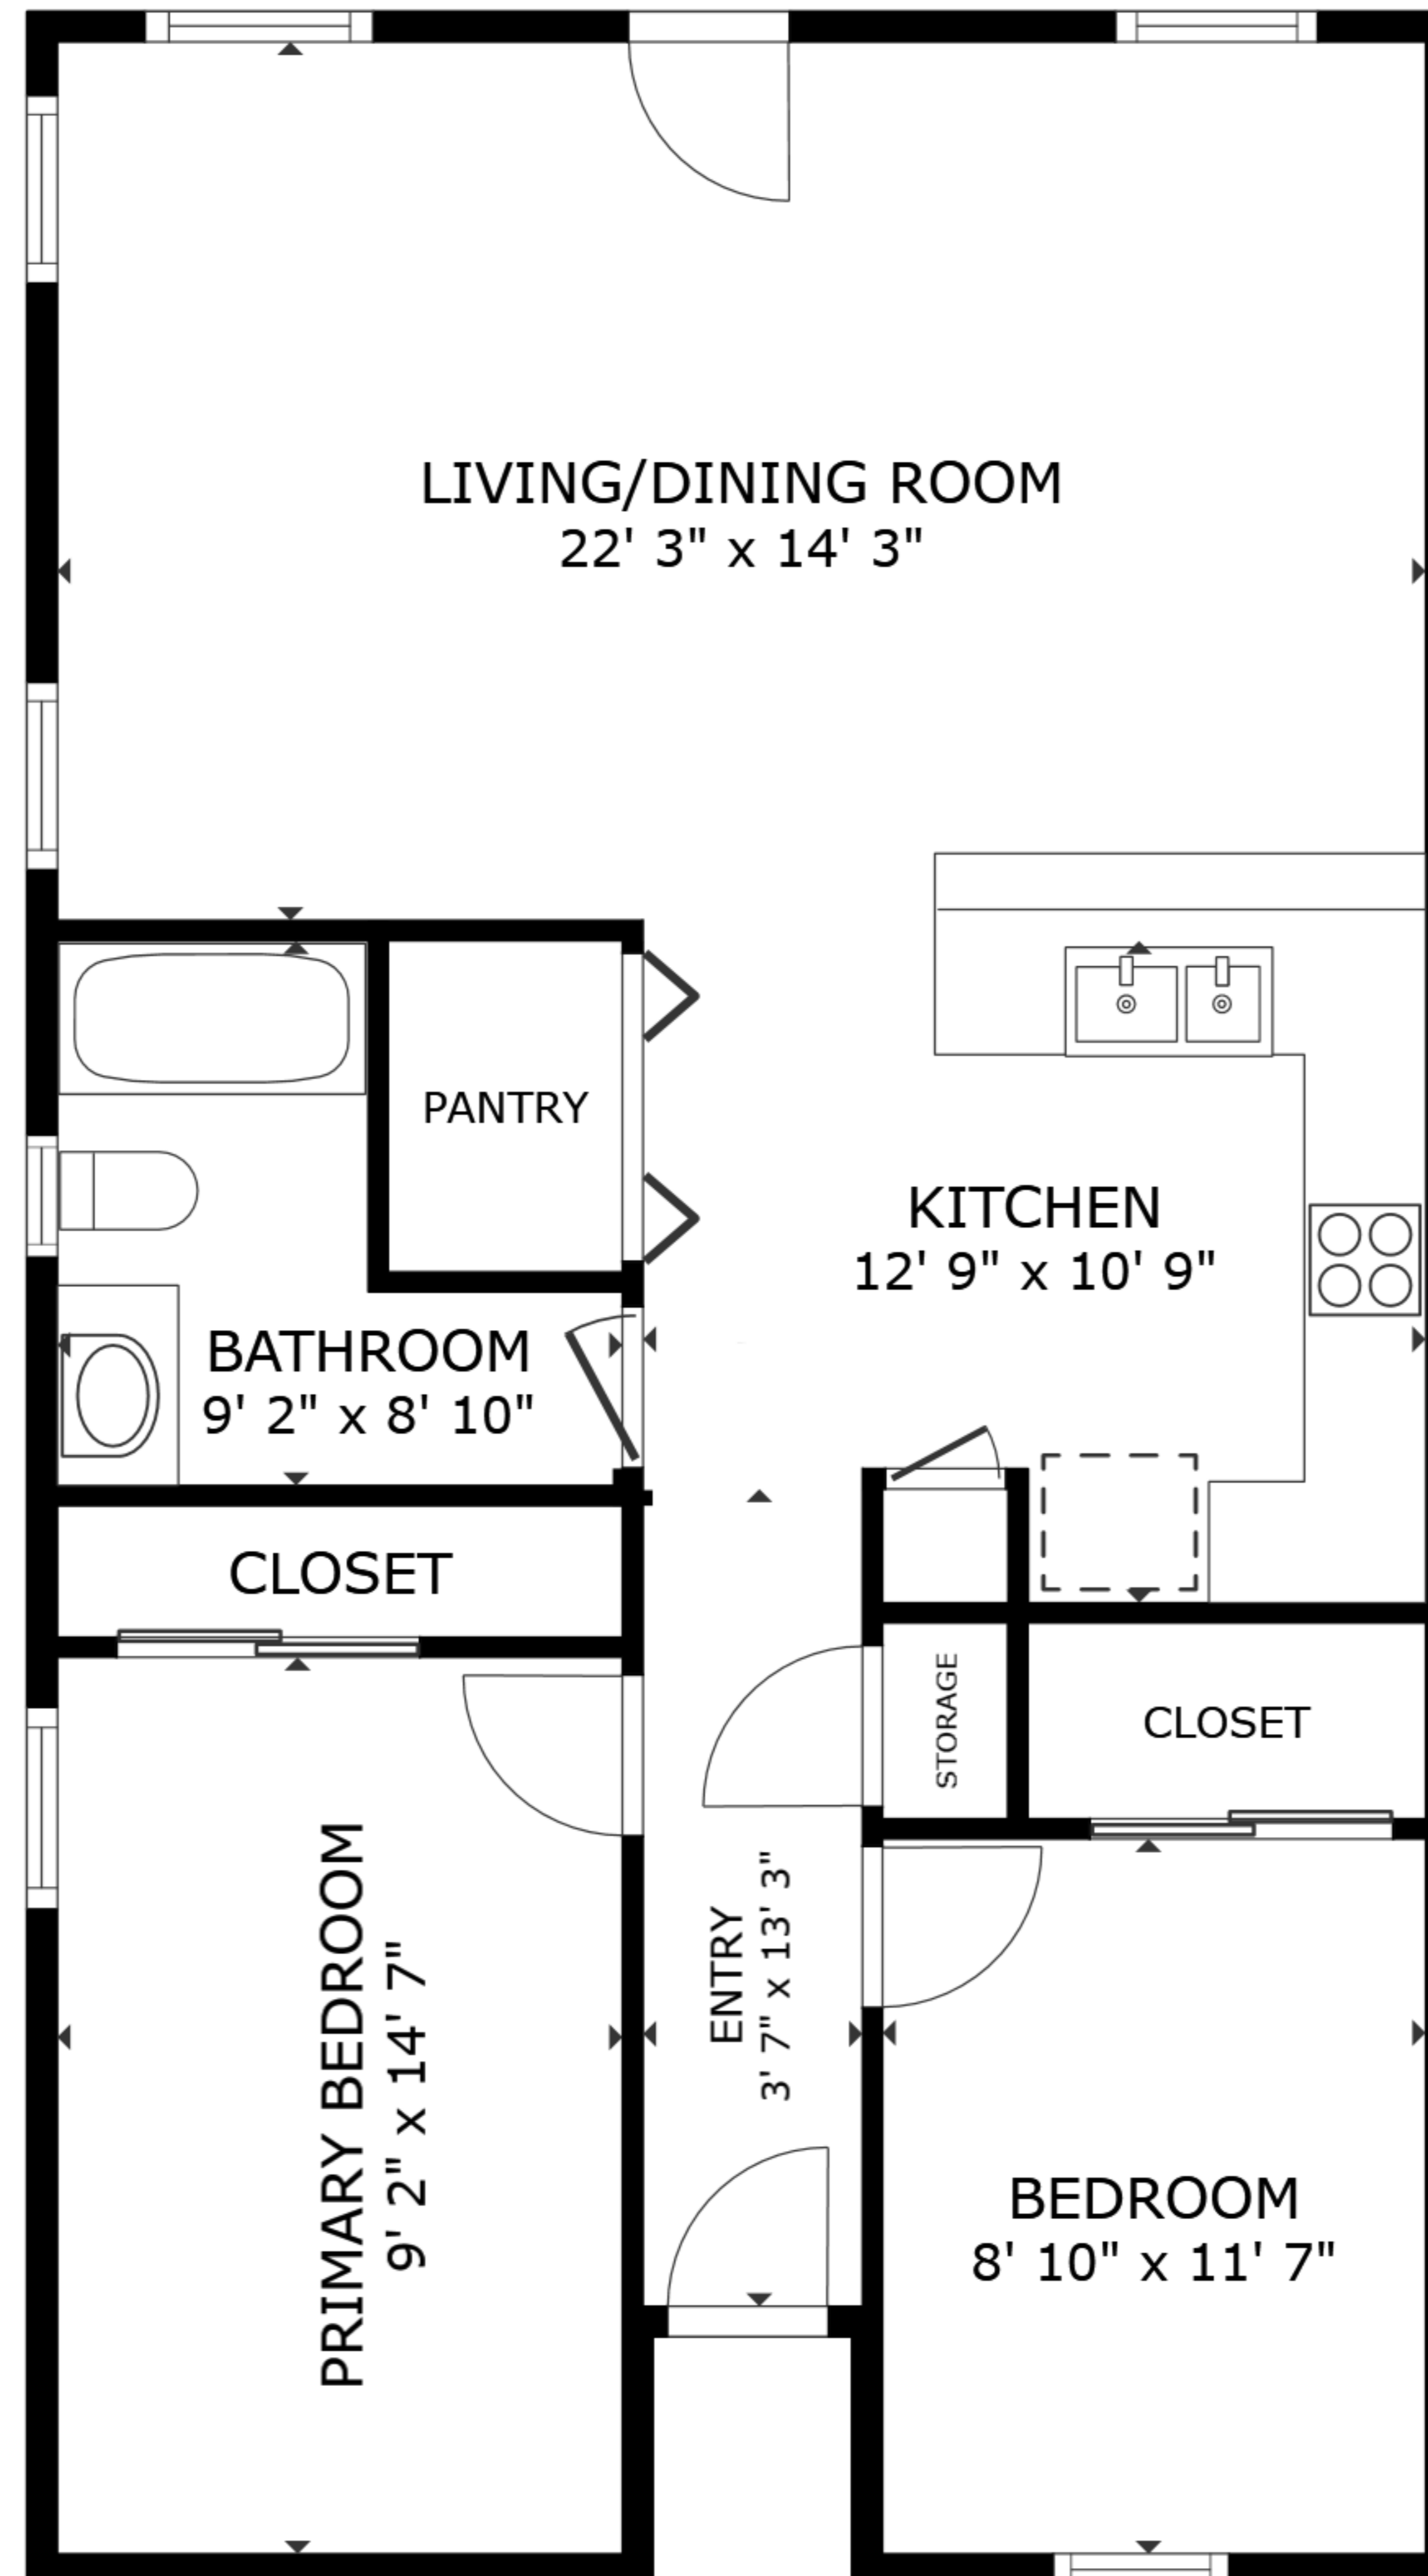 LIVING/DINING ROOM
22' 3" x 14' 3"
PANTRY
KITCHEN
12' 9" x 10' 9"
BATHROOM
9' 2" x 8' 10"
CLOSET
STORAGE
CLOSET
PRIMARY BEDROOM
9' 2" x 14' 7"
ENTRY
3' 7" x 13' 3"
BEDROOM
8' 10" x 11' 7"